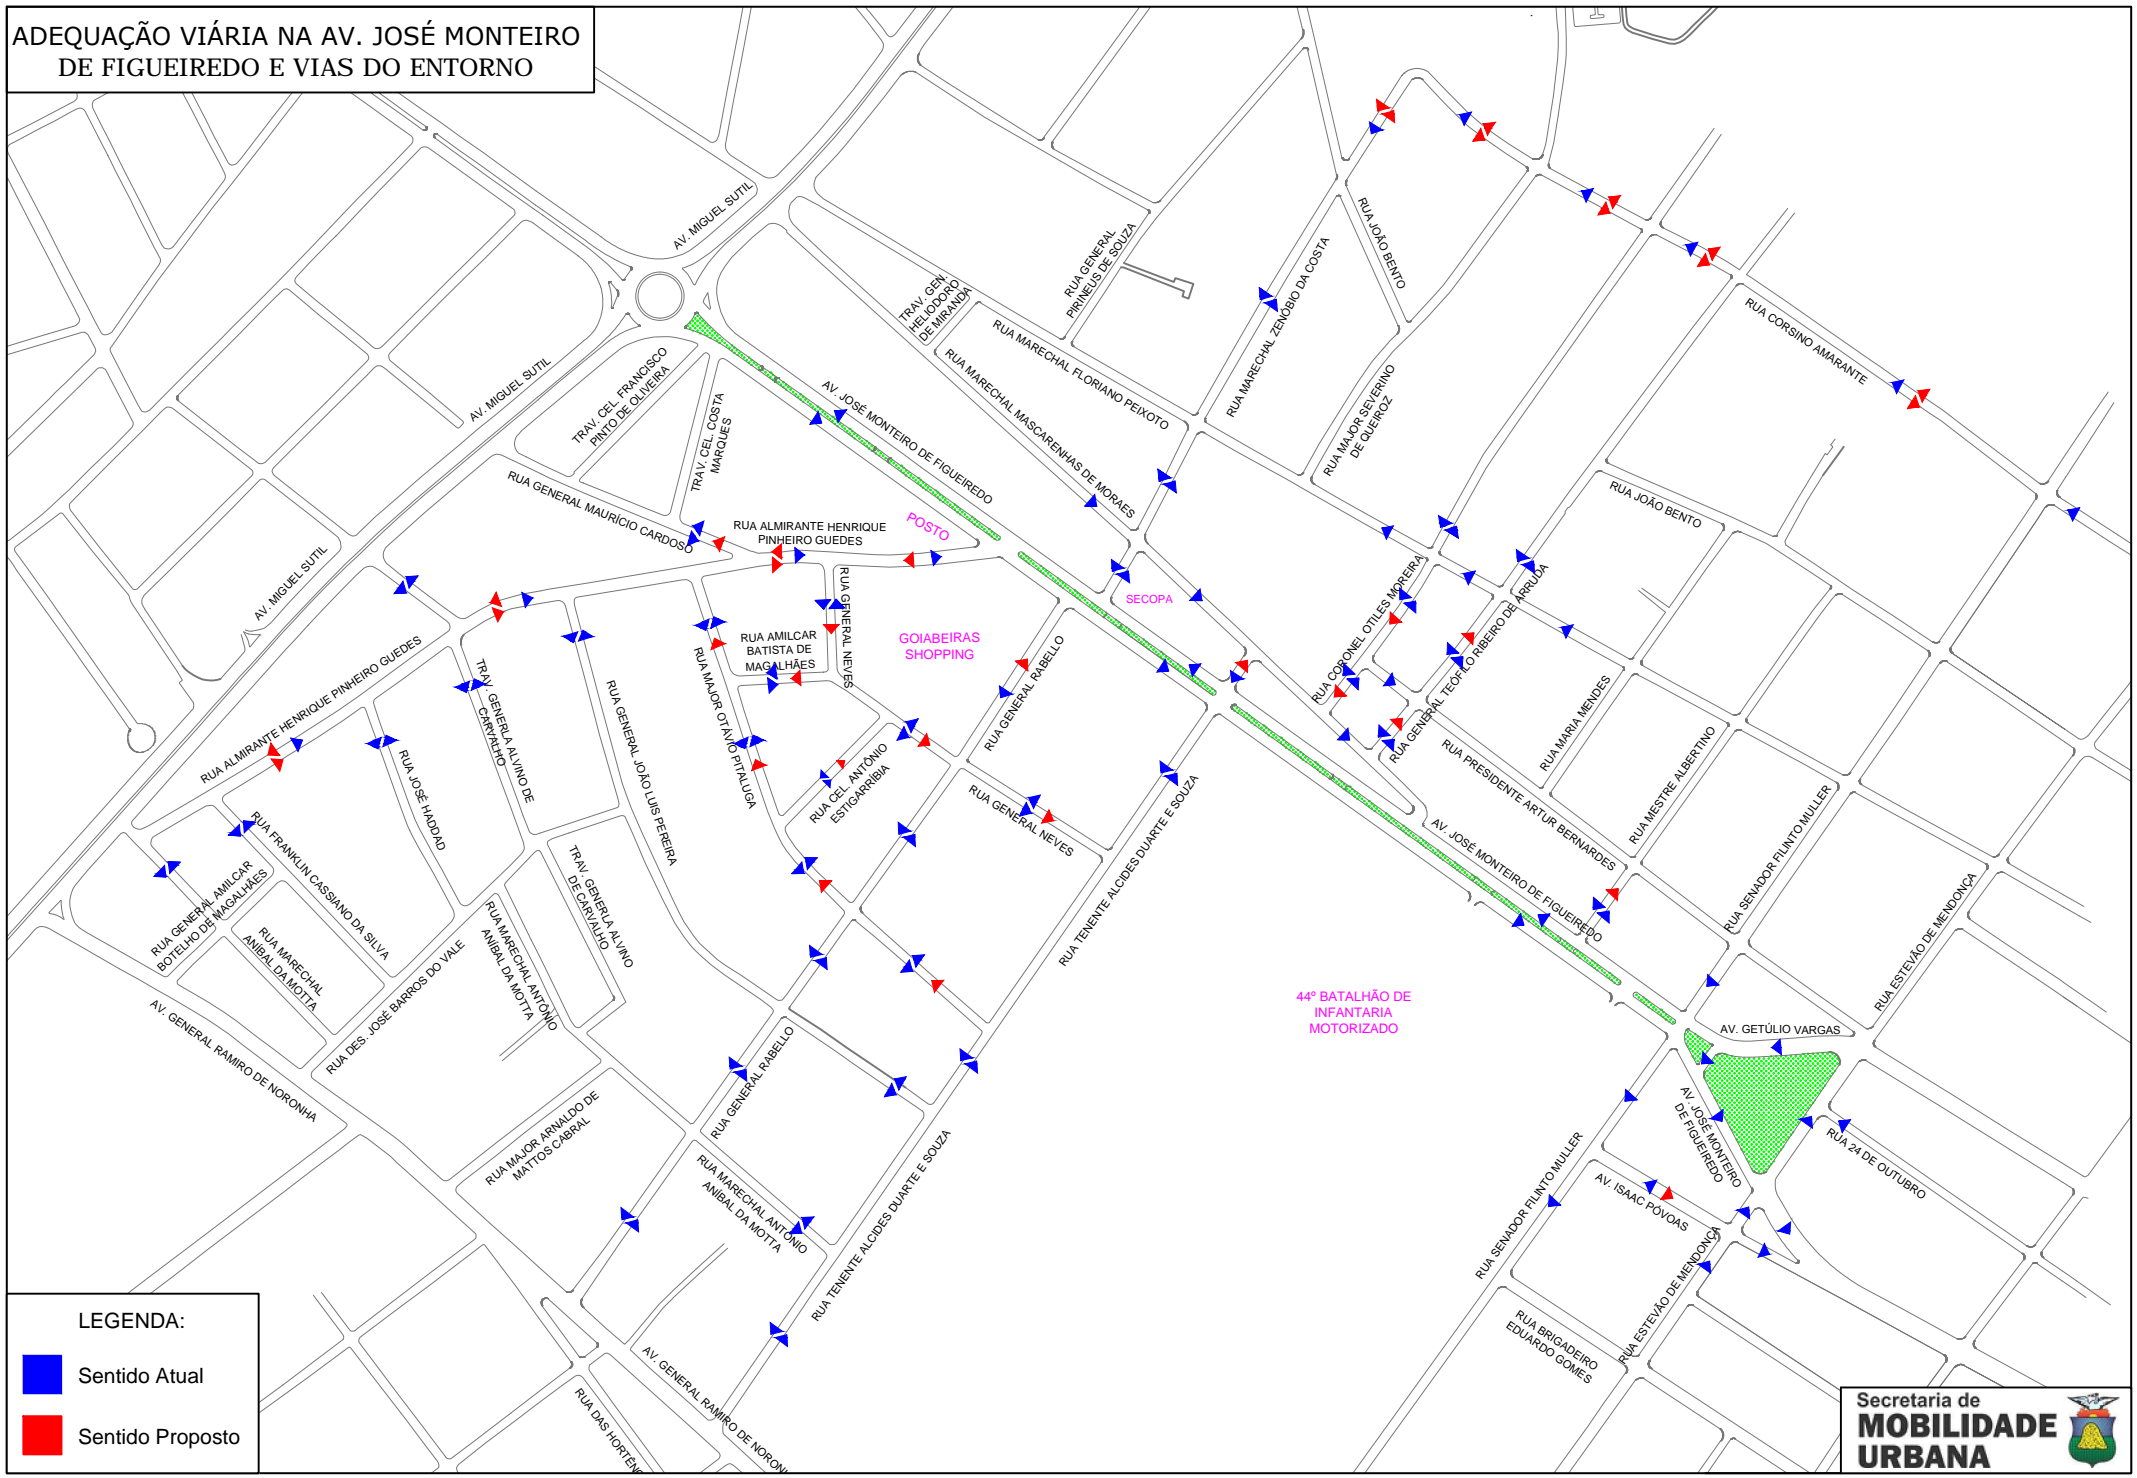 ADEQUAÇÃO VIÁRIA NA AV. JOSÉ MONTEIRO
DE FIGUEIREDO E VIAS DO ENTORNO
AV. MIGUEL SUTIL
RUA JOÃO BENTO
RUA GENERAL
PIRINEUS DE SOUZA
RUA MARECHAL ZENÓBIO DA COSTA
TRAV. GEN.
HELIODORO
DE MIRANDA
RUA MARECHAL FLORIANO PEIXOTO
RUA CORSINO AMARANTE
RUA MARECHAL MASCARENHAS DE MORAES
AV. MIGUEL SUTIL
TRAV. CEL. FRANCISCO
PINTO DE OLIVEIRA
TRAV. CEL. COSTA
MARQUES
AV. JOSÉ MONTEIRO DE FIGUEIREDO
RUA MAJOR SEVERINO
DE QUEIROZ
RUA GENERAL MAURÍCIO CARDOSO
RUA ALMIRANTE HENRIQUE
PINHEIRO GUEDES
POSTO
RUA JOÃO BENTO
AV. MIGUEL SUTIL
RUA GENERAL NEVES
SECOPA
RUA CORONEL OTILES MOREIRA
RUA GENERAL TEÓFILO RIBEIRO DE ARRUDA
RUA AMILCAR
BATISTA DE
MAGALHÃES
GOIABEIRAS
SHOPPING
RUA GENERAL RABELLO
RUA ALMIRANTE HENRIQUE PINHEIRO GUEDES
TRAV. GENERLA ALVINO DE
CARVALHO
RUA GENERAL JOÃO LUIS PEREIRA
RUA MAJOR OTÁVIO PITALUGA
RUA MARIA MENDES
RUA MESTRE ALBERTINO
RUA JOSÉ HADDAD
RUA CEL. ANTÔNIO
ESTIGARRÍBIA
RUA GENERAL NEVES
RUA TENENTE ALCIDES DUARTE E SOUZA
RUA PRESIDENTE ARTUR BERNARDES
RUA SENADOR FILINTO MULLER
AV. JOSÉ MONTEIRO DE FIGUEIREDO
RUA FRANKLIN CASSIANO DA SILVA
RUA GENERAL AMILCAR
BOTELHO DE MAGALHÃES
RUA MARECHAL
ANÍBAL DA MOTTA
TRAV. GENERLA ALVINO
DE CARVALHO
RUA MARECHAL ANTÔNIO
ANÍBAL DA MOTTA
RUA DES. JOSÉ BARROS DO VALE
RUA ESTEVÃO DE MENDONÇA
44º BATALHÃO DE
INFANTARIA
MOTORIZADO
AV. GETÚLIO VARGAS
AV. GENERAL RAMIRO DE NORONHA
RUA GENERAL RABELLO
RUA MAJOR ARNALDO DE
MATTOS CABRAL
AV. JOSÉ MONTEIRO
DE FIGUEIREDO
RUA 24 DE OUTUBRO
RUA MARECHAL ANTÔNIO
ANÍBAL DA MOTTA
RUA TENENTE ALCIDES DUARTE E SOUZA
RUA SENADOR FILINTO MULLER
AV. ISAAC PÓVOAS
RUA ESTEVÃO DE MENDONÇA
RUA BRIGADEIRO
EDUARDO GOMES
AV. GENERAL RAMIRO DE NORONH
RUA DAS HORTÊNC
LEGENDA:
Sentido Atual
Sentido Proposto
Secretaria de
MOBILIDADE
URBANA